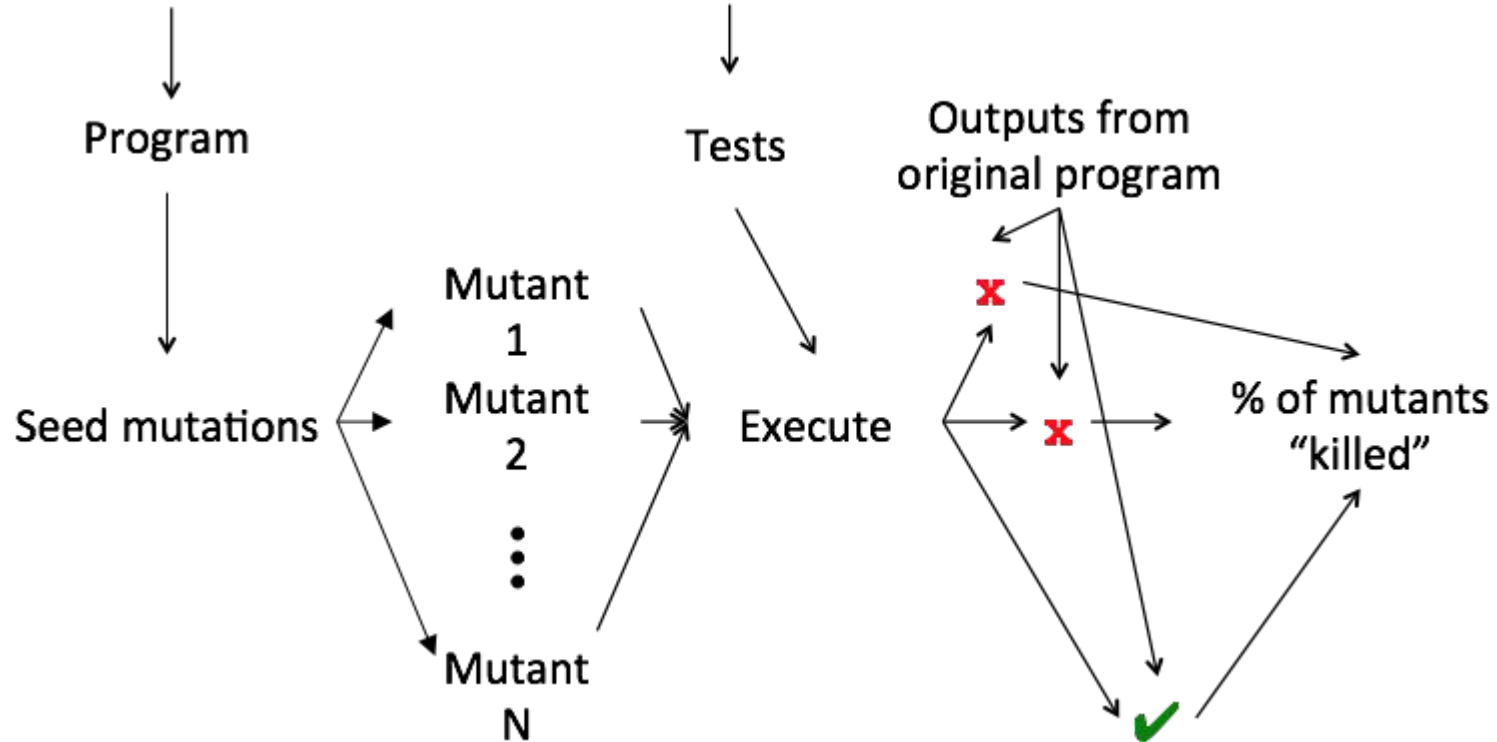 Program
Tests
Outputs from
original program
Mutant
1
x
Seed mutations
Mutant
2
Execute
x
% of mutants
“killed”
Mutant
N